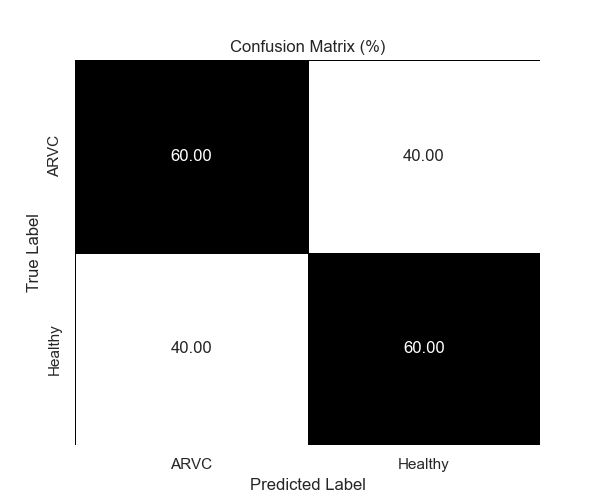 Confusion Matrix (%)
True Label
ARVC
60.00
40.00
Healthy
40.00
60.00
ARVC
Healthy
Predicted Label